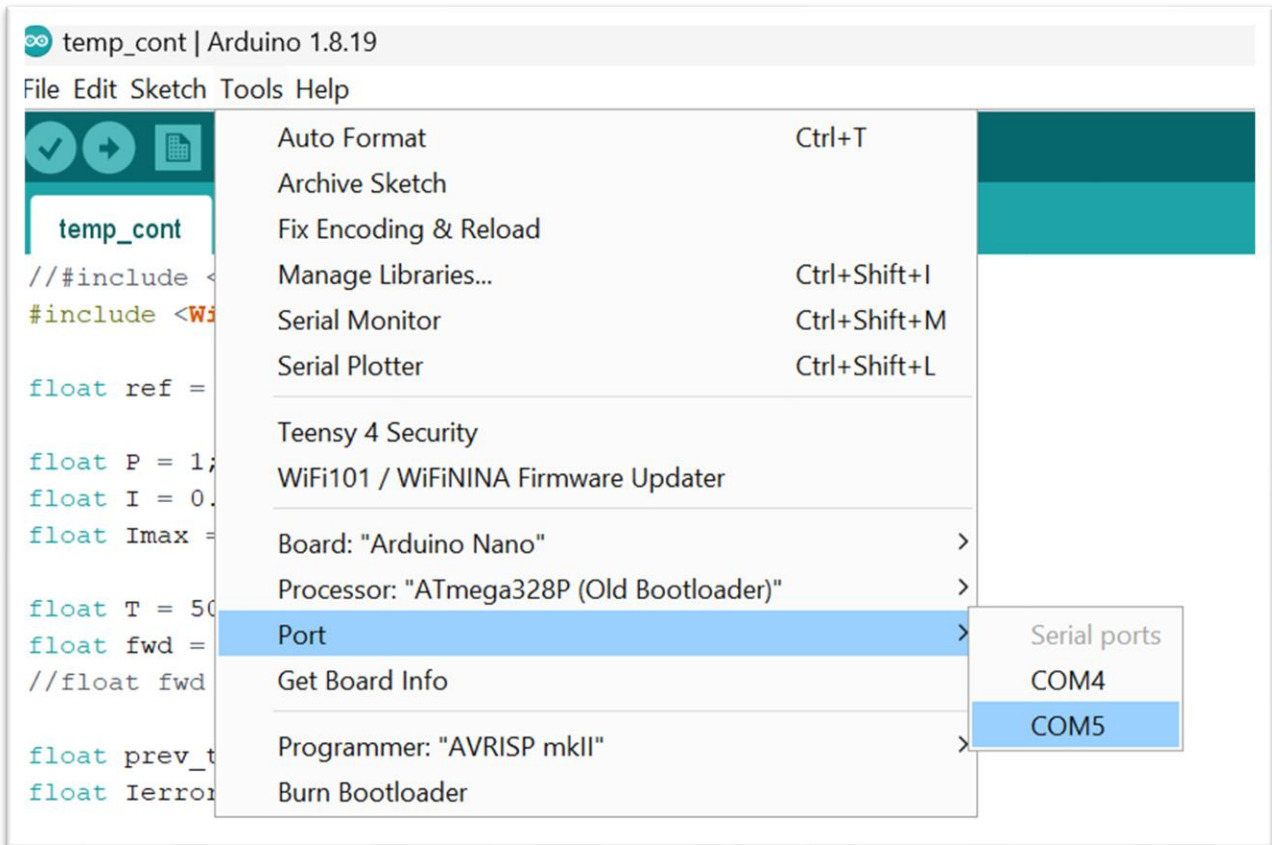 temp_cont | Arduino 1.8.19
File Edit Sketch Tools Help
temp_cont
//#include <
#include <Wi
float ref =
float P = 1;
float I = 0.
float Imax =
float T = 50
float fwd =
//float fwd
float prev_t
float Ierror
Auto Format Ctrl+T
Archive Sketch
Fix Encoding & Reload
Manage Libraries... Ctrl+Shift+I
Serial Monitor Ctrl+Shift+M
Serial Plotter Ctrl+Shift+L
Teensy 4 Security
WiFi101 / WiFiNINA Firmware Updater
Board: "Arduino Nano"
Processor: "ATmega328P (Old Bootloader)"
Port
Get Board Info
Programmer: "AVRISP mkII"
Burn Bootloader
Serial ports
COM4
COM5